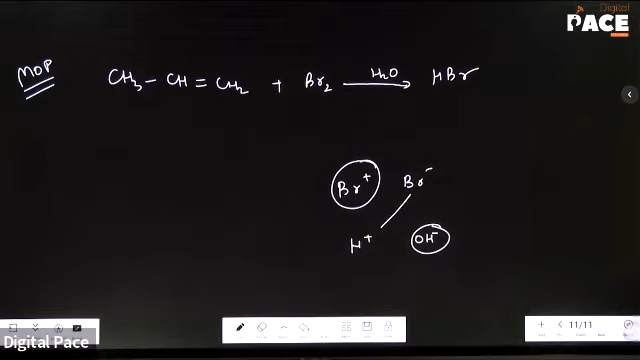 Digital
PACE
MOP
CH3 – CH = CH2 + Br2 H2O → HBr
Br+ Br–
H+ OH–
11/11
Digital Pace